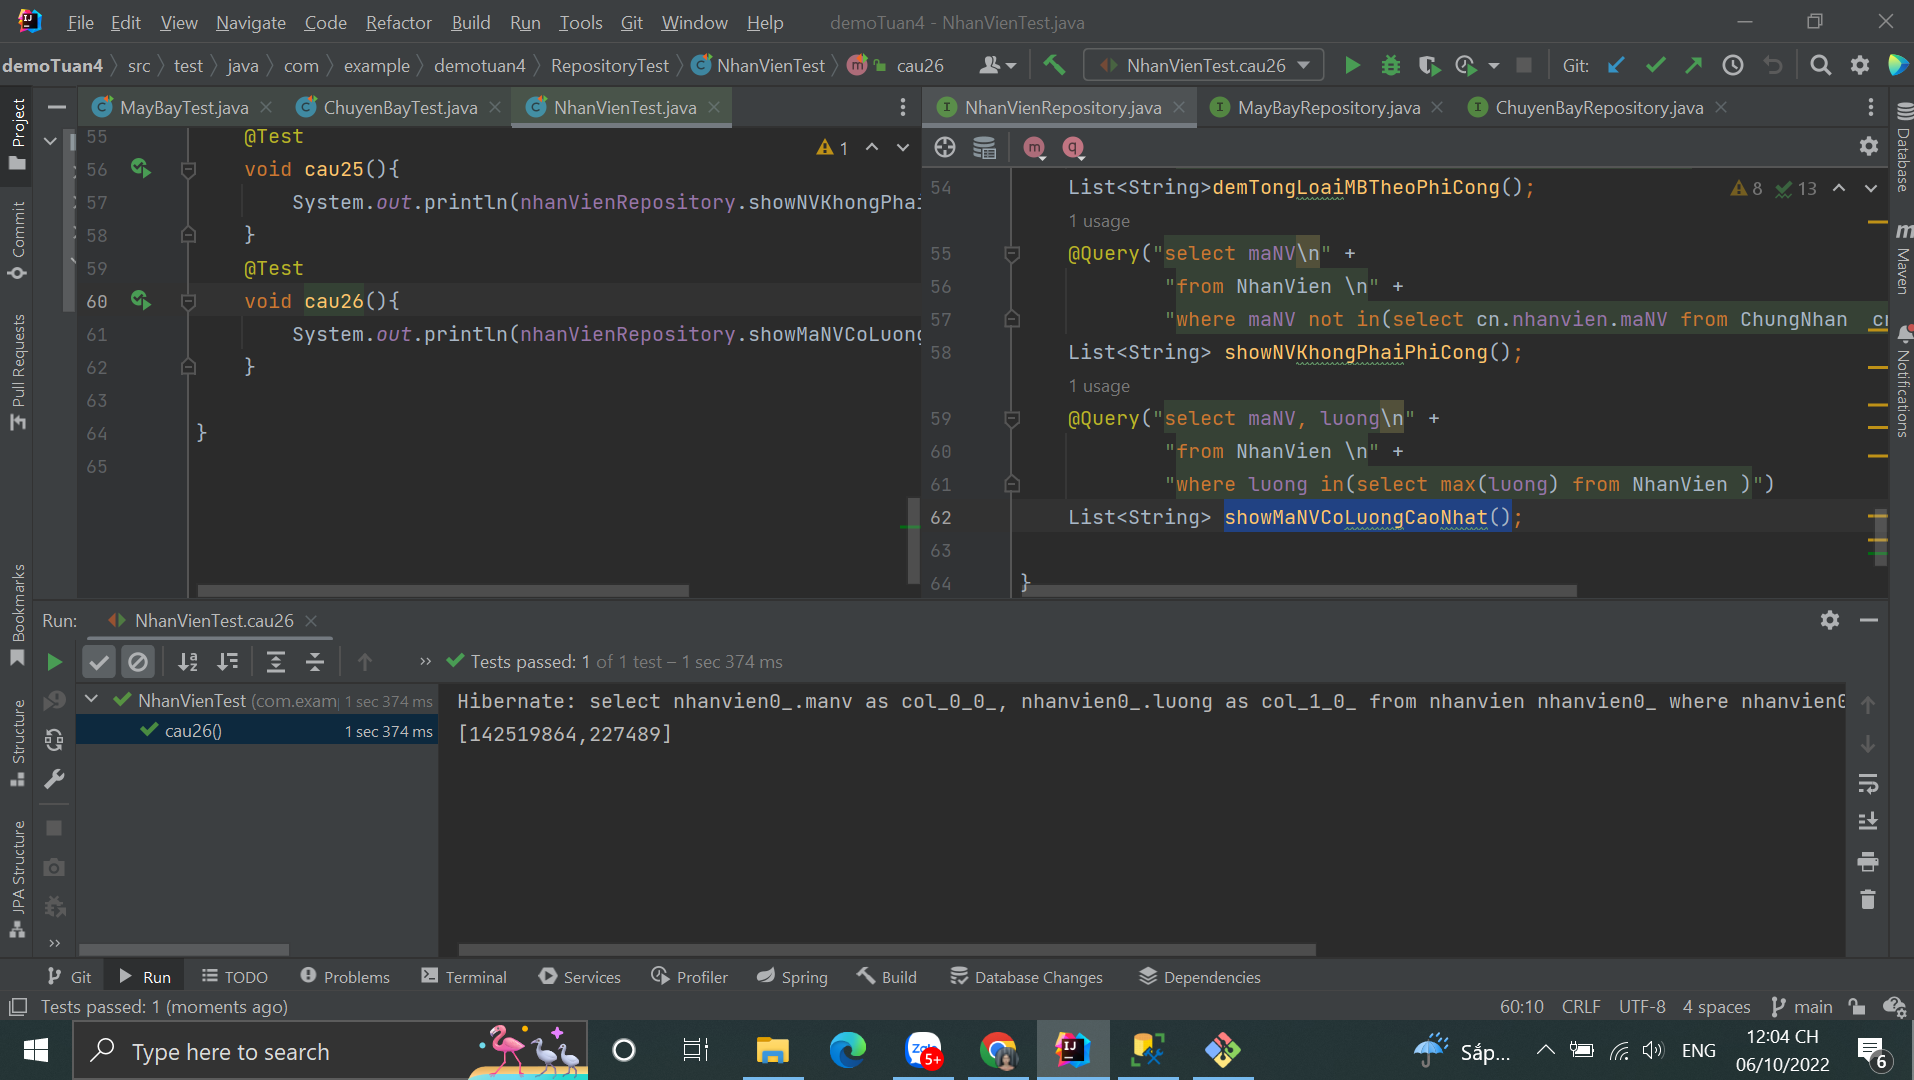 File Edit View Navigate Code Refactor Build Run Tools Git Window Help demoTuan4 - NhanVienTest.java
demoTuan4 src test java com example demotuan4 RepositoryTest NhanVienTest cau26 NhanVienTest.cau26 Git:
MayBayTest.java ChuyenBayTest.java NhanVienTest.java
55 @Test
56 void cau25(){
57 System.out.println(nhanVienRepository.showNVKhongPhai
58 }
59 @Test
60 void cau26(){
61 System.out.println(nhanVienRepository.showMaNVCoLuong
62 }
63
64 }
65
1
NhanVienRepository.java MayBayRepository.java ChuyenBayRepository.java
54 List<String>demTongLoaiMBTheoPhiCong();
8 13
1 usage
55 @Query("select maNV\n" +
56 "from NhanVien \n" +
57 "where maNV not in(select cn.nhanvien.maNV from ChungNhan cn
58 List<String> showNVKhongPhaiPhiCong();
1 usage
59 @Query("select maNV, luong\n" +
60 "from NhanVien \n" +
61 "where luong in(select max(luong) from NhanVien )")
62 List<String> showMaNVCoLuongCaoNhat();
63
64 }
Project
Commit
Pull Requests
Bookmarks
Structure
JPA Structure
Database
Maven
Notifications
Run: NhanVienTest.cau26
Tests passed: 1 of 1 test – 1 sec 374 ms
NhanVienTest (com.exam 1 sec 374 ms
cau26() 1 sec 374 ms
Hibernate: select nhanvien0_.manv as col_0_0_, nhanvien0_.luong as col_1_0_ from nhanvien nhanvien0_ where nhanvien0
[142519864,227489]
Git Run TODO Problems Terminal Services Profiler Spring Build Database Changes Dependencies
Tests passed: 1 (moments ago) 60:10 CRLF UTF-8 4 spaces main
Type here to search
Zalo
5+
Sắp...
ENG
12:04 CH
06/10/2022
6